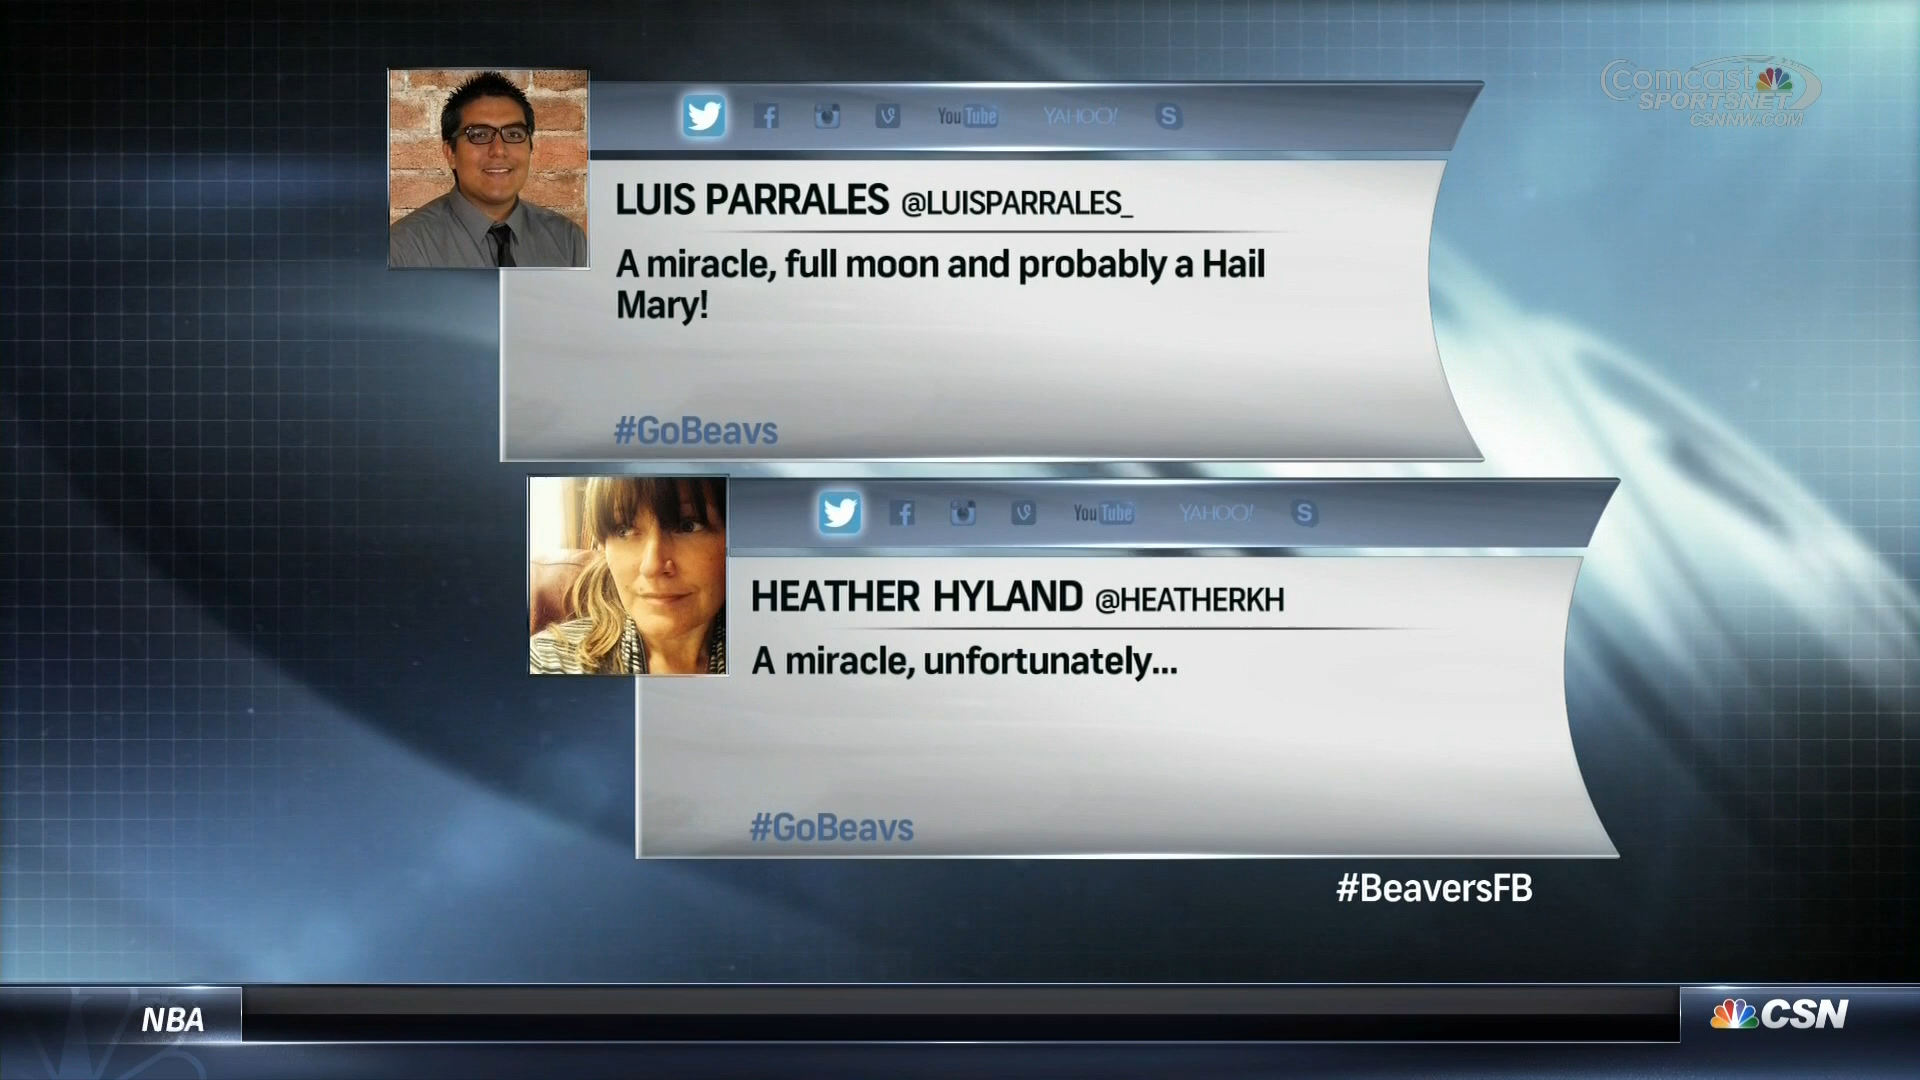 comcast
SPORTSNET
CSNNW.COM
You Tube YAHOO! S
LUIS PARRALES @LUISPARRALES_
A miracle, full moon and probably a Hail
Mary!
#GoBeavs
You Tube YAHOO! S
HEATHER HYLAND @HEATHERKH
A miracle, unfortunately...
#GoBeavs
#BeaversFB
NBA
CSN